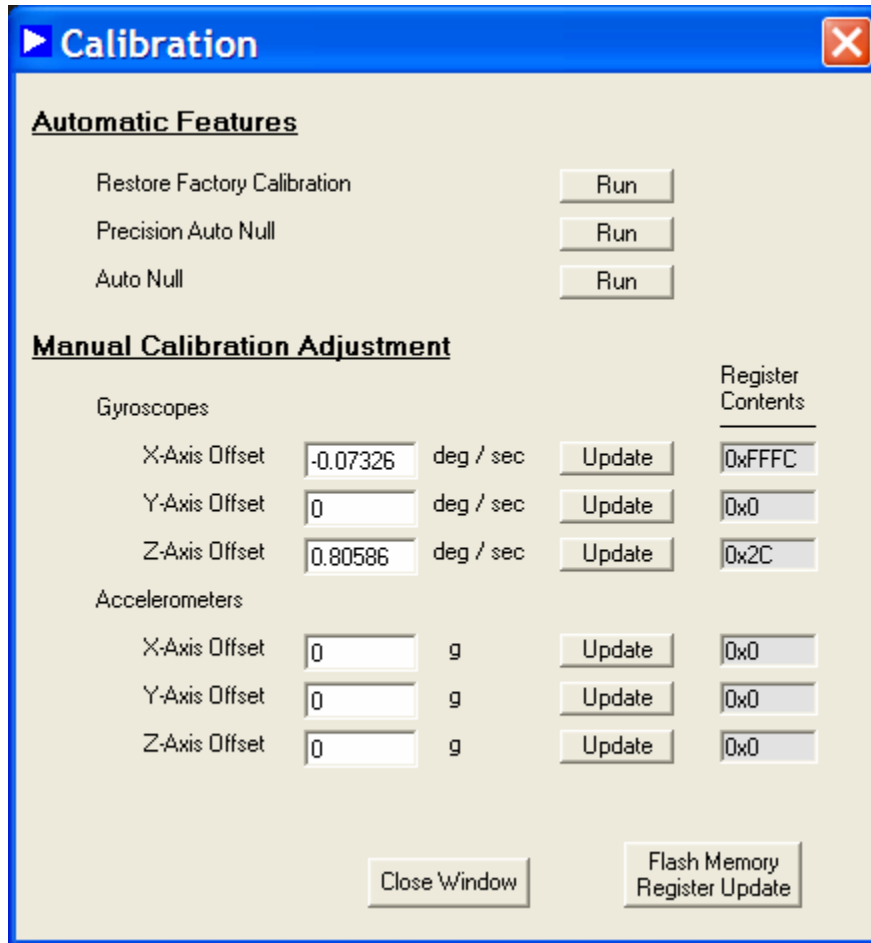 Calibration
Automatic Features
Restore Factory Calibration Run
Precision Auto Null Run
Auto Null Run
Manual Calibration Adjustment
Register
Contents
Gyroscopes
X-Axis Offset -0.07326 deg / sec Update 0xFFFC
Y-Axis Offset 0 deg / sec Update 0x0
Z-Axis Offset 0.80586 deg / sec Update 0x2C
Accelerometers
X-Axis Offset 0 g Update 0x0
Y-Axis Offset 0 g Update 0x0
Z-Axis Offset 0 g Update 0x0
Close Window
Flash Memory
Register Update